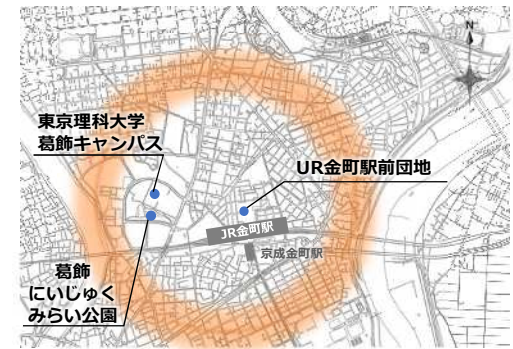 N
東京理科大学
葛飾キャンパス
UR金町駅前団地
JR金町駅
京成金町駅
葛飾
にいじゅく
みらい公園